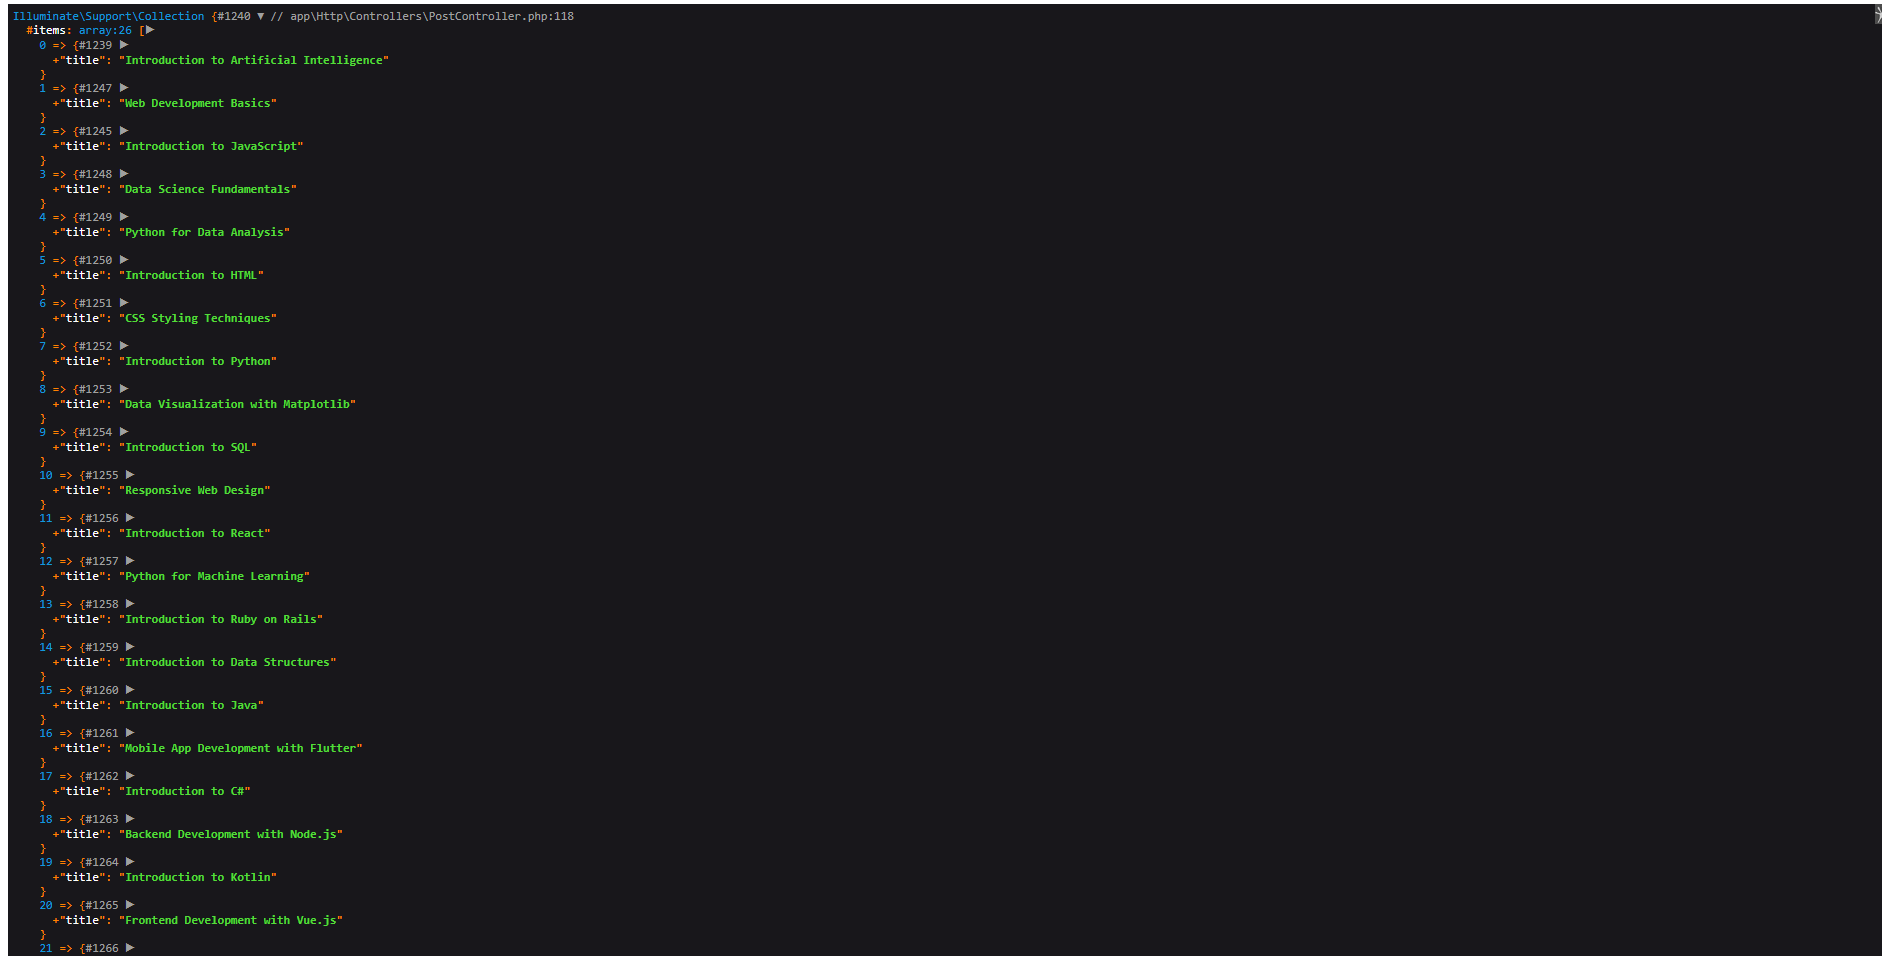 Illuminate\Support\Collection {#1240 ▼ // app\Http\Controllers\PostController.php:118
#items: array:26 [▶
0 => {#1239 ▶
+"title": "Introduction to Artificial Intelligence"
}
1 => {#1247 ▶
+"title": "Web Development Basics"
}
2 => {#1245 ▶
+"title": "Introduction to JavaScript"
}
3 => {#1248 ▶
+"title": "Data Science Fundamentals"
}
4 => {#1249 ▶
+"title": "Python for Data Analysis"
}
5 => {#1250 ▶
+"title": "Introduction to HTML"
}
6 => {#1251 ▶
+"title": "CSS Styling Techniques"
}
7 => {#1252 ▶
+"title": "Introduction to Python"
}
8 => {#1253 ▶
+"title": "Data Visualization with Matplotlib"
}
9 => {#1254 ▶
+"title": "Introduction to SQL"
}
10 => {#1255 ▶
+"title": "Responsive Web Design"
}
11 => {#1256 ▶
+"title": "Introduction to React"
}
12 => {#1257 ▶
+"title": "Python for Machine Learning"
}
13 => {#1258 ▶
+"title": "Introduction to Ruby on Rails"
}
14 => {#1259 ▶
+"title": "Introduction to Data Structures"
}
15 => {#1260 ▶
+"title": "Introduction to Java"
}
16 => {#1261 ▶
+"title": "Mobile App Development with Flutter"
}
17 => {#1262 ▶
+"title": "Introduction to C#"
}
18 => {#1263 ▶
+"title": "Backend Development with Node.js"
}
19 => {#1264 ▶
+"title": "Introduction to Kotlin"
}
20 => {#1265 ▶
+"title": "Frontend Development with Vue.js"
}
21 => {#1266 ▶